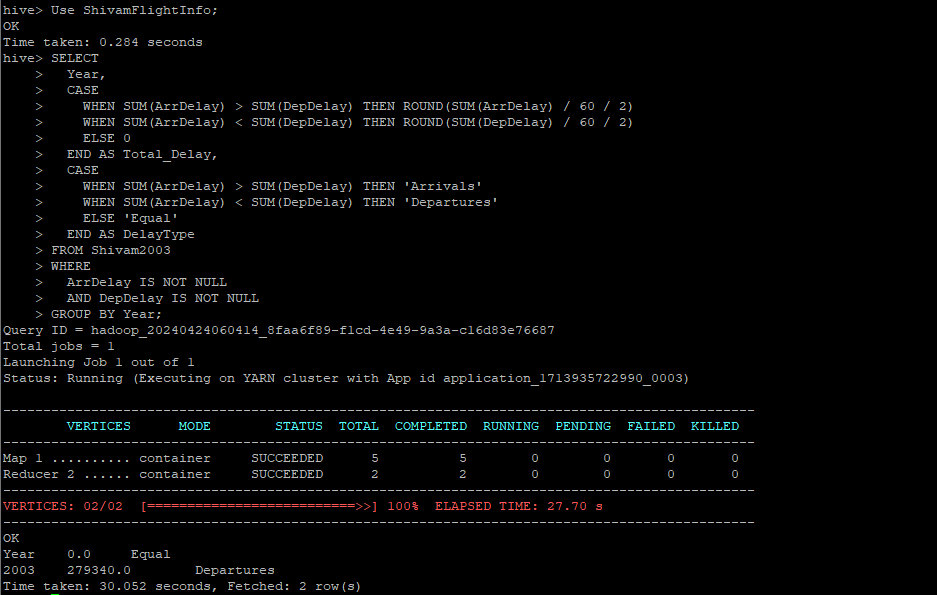 hive> Use ShivamFlightInfo;
OK
Time taken: 0.284 seconds
hive> SELECT
    >   Year,
    >   CASE
    >     WHEN SUM(ArrDelay) > SUM(DepDelay) THEN ROUND(SUM(ArrDelay) / 60 / 2)
    >     WHEN SUM(ArrDelay) < SUM(DepDelay) THEN ROUND(SUM(DepDelay) / 60 / 2)
    >     ELSE 0
    >   END AS Total_Delay,
    >   CASE
    >     WHEN SUM(ArrDelay) > SUM(DepDelay) THEN 'Arrivals'
    >     WHEN SUM(ArrDelay) < SUM(DepDelay) THEN 'Departures'
    >     ELSE 'Equal'
    >   END AS DelayType
    > FROM Shivam2003
    > WHERE
    >   ArrDelay IS NOT NULL
    >   AND DepDelay IS NOT NULL
    > GROUP BY Year;
Query ID = hadoop_20240424060414_8faa6f89-f1cd-4e49-9a3a-c16d83e76687
Total jobs = 1
Launching Job 1 out of 1
Status: Running (Executing on YARN cluster with App id application_1713935722990_0003)
----------------------------------------------------------------------------------------------
        VERTICES      MODE        STATUS  TOTAL  COMPLETED  RUNNING  PENDING  FAILED  KILLED
----------------------------------------------------------------------------------------------
Map 1 .......... container     SUCCEEDED      5          5        0        0       0       0
Reducer 2 ...... container     SUCCEEDED      2          2        0        0       0       0
----------------------------------------------------------------------------------------------
VERTICES: 02/02  [==========================>>] 100%  ELAPSED TIME: 27.70 s
----------------------------------------------------------------------------------------------
OK
Year    0.0     Equal
2003    279340.0        Departures
Time taken: 30.052 seconds, Fetched: 2 row(s)